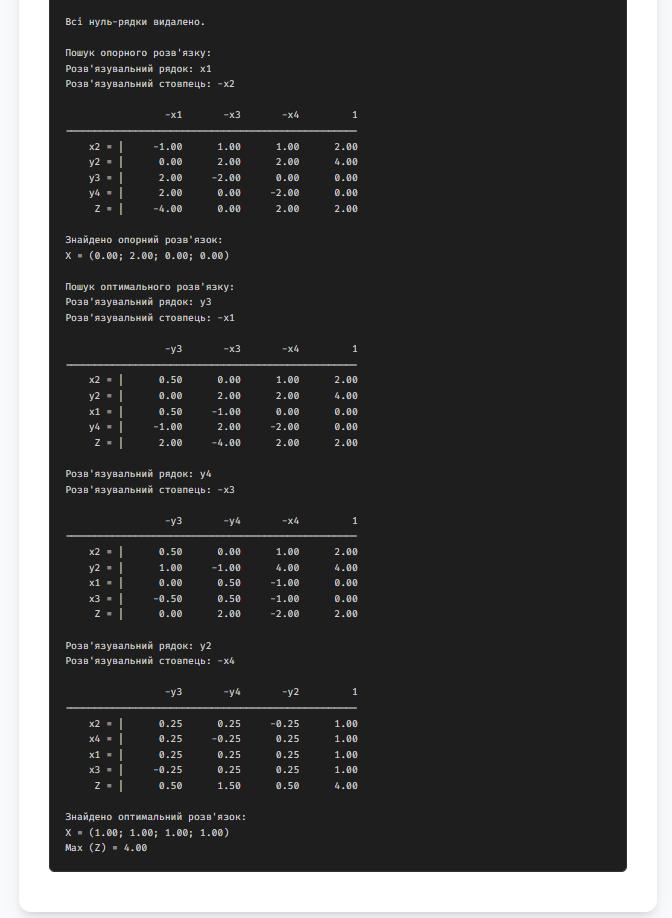 Всі нуль-рядки видалено.
Пошук опорного розв'язку:
Розв'язувальний рядок: x1
Розв'язувальний стовпець: -x2
-x1 -x3 -x4 1
x2 = | -1.00 1.00 1.00 2.00
y2 = | 0.00 2.00 2.00 4.00
y3 = | 2.00 -2.00 0.00 0.00
y4 = | 2.00 0.00 -2.00 0.00
Z = | -4.00 0.00 2.00 2.00
Знайдено опорний розв'язок:
X = (0.00; 2.00; 0.00; 0.00)
Пошук оптимального розв'язку:
Розв'язувальний рядок: y3
Розв'язувальний стовпець: -x1
-y3 -x3 -x4 1
x2 = | 0.50 0.00 1.00 2.00
y2 = | 0.00 2.00 2.00 4.00
x1 = | 0.50 -1.00 0.00 0.00
y4 = | -1.00 2.00 -2.00 0.00
Z = | 2.00 -4.00 2.00 2.00
Розв'язувальний рядок: y4
Розв'язувальний стовпець: -x3
-y3 -y4 -x4 1
x2 = | 0.50 0.00 1.00 2.00
y2 = | 1.00 -1.00 4.00 4.00
x1 = | 0.00 0.50 -1.00 0.00
x3 = | -0.50 0.50 -1.00 0.00
Z = | 0.00 2.00 -2.00 2.00
Розв'язувальний рядок: y2
Розв'язувальний стовпець: -x4
-y3 -y4 -y2 1
x2 = | 0.25 0.25 -0.25 1.00
x4 = | 0.25 -0.25 0.25 1.00
x1 = | 0.25 0.25 0.25 1.00
x3 = | -0.25 0.25 0.25 1.00
Z = | 0.50 1.50 0.50 4.00
Знайдено оптимальний розв'язок:
X = (1.00; 1.00; 1.00; 1.00)
Max (Z) = 4.00